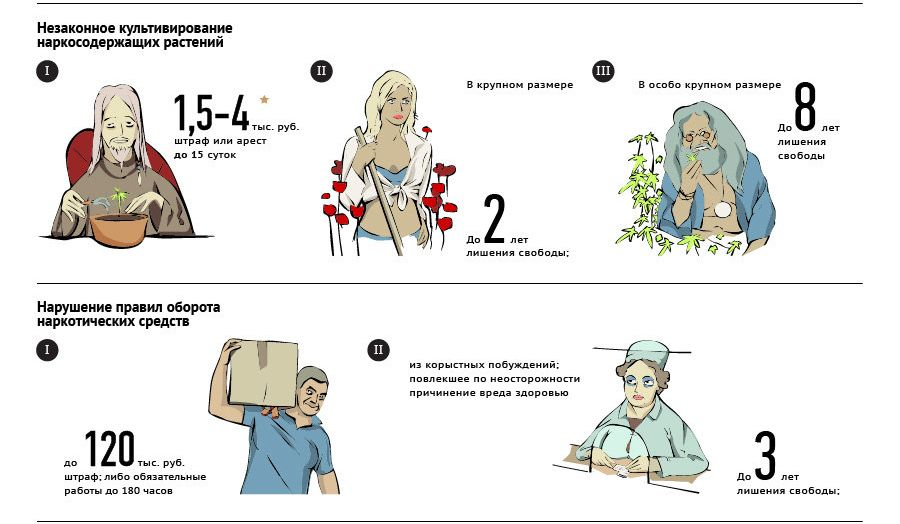 Незаконное культивирование
наркосодержащих растений
I
1,5–4 тыс. руб.
штраф или арест
до 15 суток
II
В крупном размере
До 2 лет
лишения свободы;
III
В особо крупном размере
До 8 лет
лишения
свободы
Нарушение правил оборота
наркотических средств
I
до 120 тыс. руб.
штраф; либо обязательные
работы до 180 часов
II
из корыстных побуждений;
повлекшее по неосторожности
причинение вреда здоровью
До 3 лет
лишения свободы;